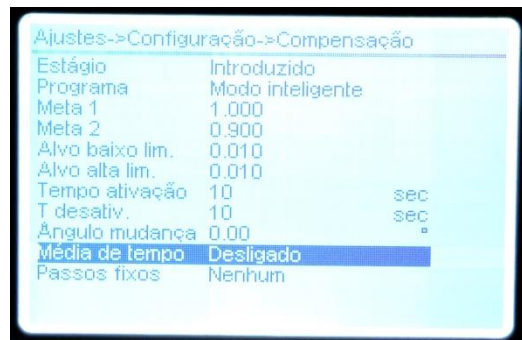 Ajustes->Configuração->Compensação
Estágio Introduzido
Programa Modo inteligente
Meta 1 1.000
Meta 2 0.900
Alvo baixo lim. 0.010
Alvo alta lim. 0.010
Tempo ativação 10 sec
T desativ. 10 sec
Ângulo mudança 0.00 °
Média de tempo Desligado
Passos fixos Nenhum